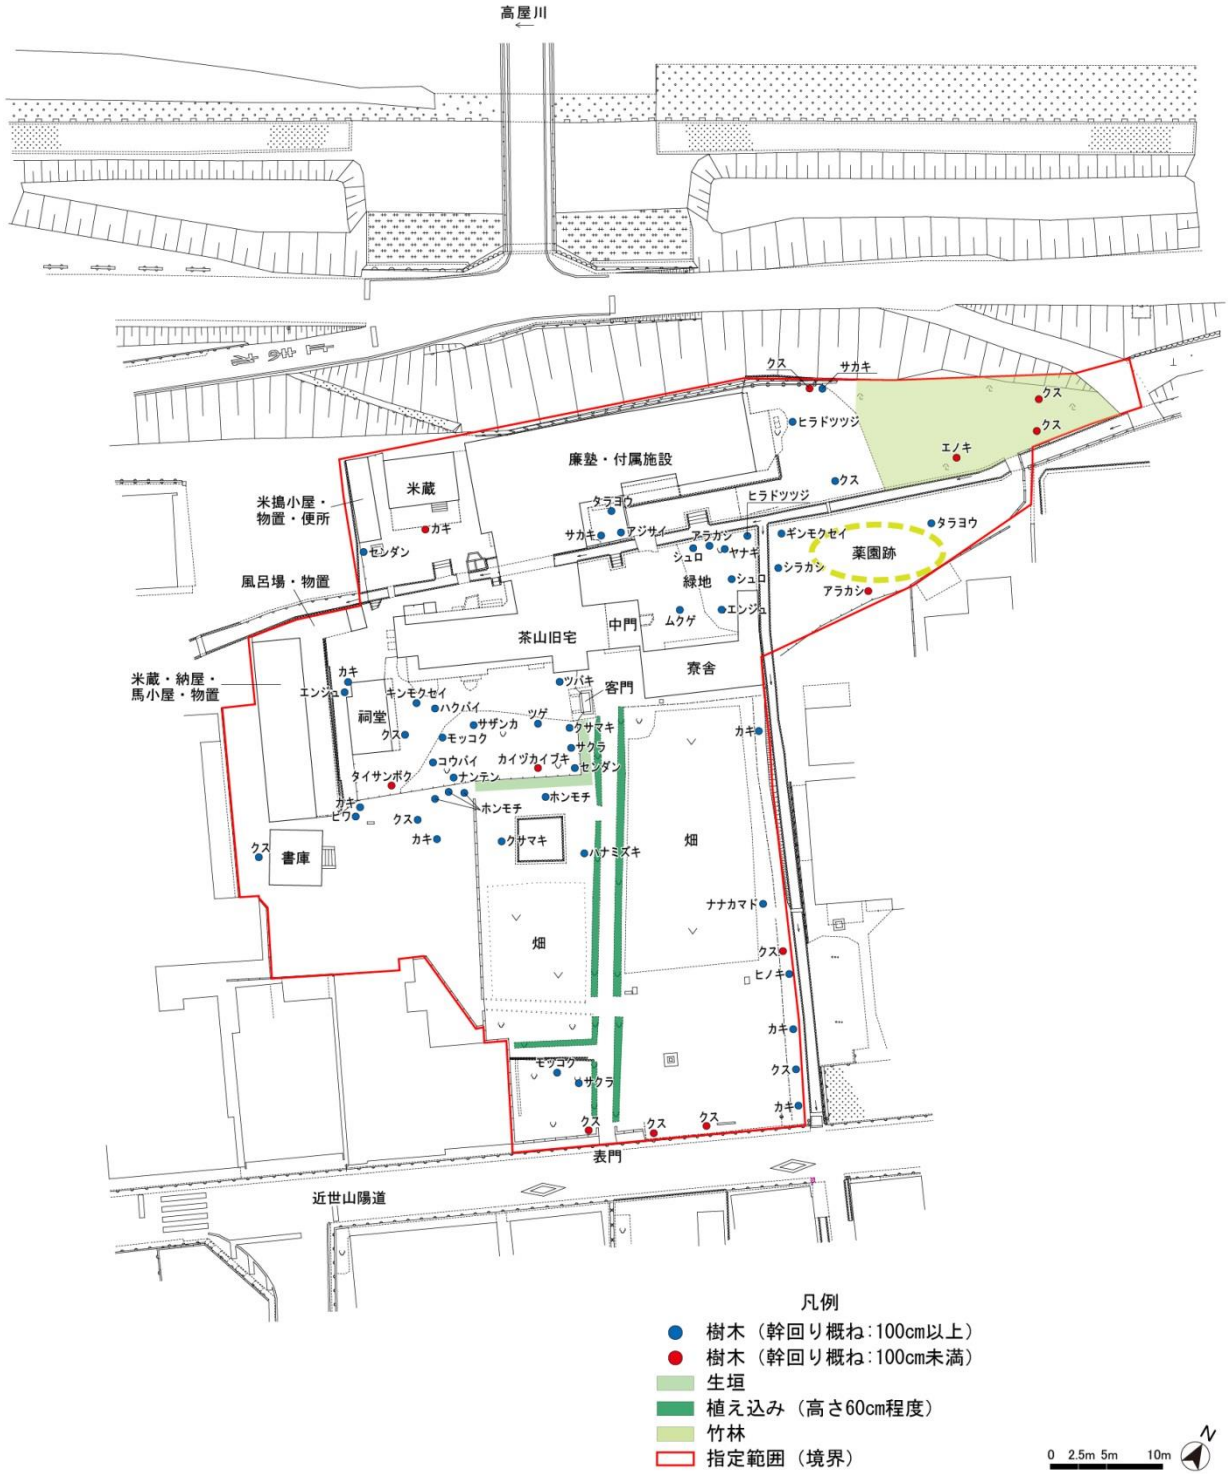 高屋川
クス
サカキ
クス
クス
ヒラドツツジ
エノキ
廉塾・付属施設
クス
米搗小屋・
物置・便所
米蔵
カキ
タラヨウ
ヒラドツツジ
タラヨウ
センダン
サカキ
アジサイ
アラカシ
ギンモクセイ
シュロ
ヤナギ
薬園跡
シラカシ
風呂場・物置
緑地
シュロ
アラカシ
ムクゲ
エンジュ
中門
茶山旧宅
寮舎
米蔵・納屋・
馬小屋・物置
カキ
エンジュ
キンモクセイ
ハクバイ
ツバキ
客門
祠堂
サザンカ
ツゲ
クサマキ
クス
モッコク
サクラ
カキ
コウバイ
カイヅカイブキ
センダン
タイサンボク
ナンテン
カキ
ビワ
ホンモチ
ホンモチ
クス
カキ
クサマキ
ハナミズキ
畑
クス
書庫
ナナカマド
畑
クス
ヒノキ
カキ
モッコク
サクラ
クス
カキ
クス
クス
クス
表門
近世山陽道
凡例
樹木（幹回り概ね：100cm以上）
樹木（幹回り概ね：100cm未満）
生垣
植え込み（高さ60cm程度）
竹林
指定範囲（境界）
0 2.5m 5m 10m
N